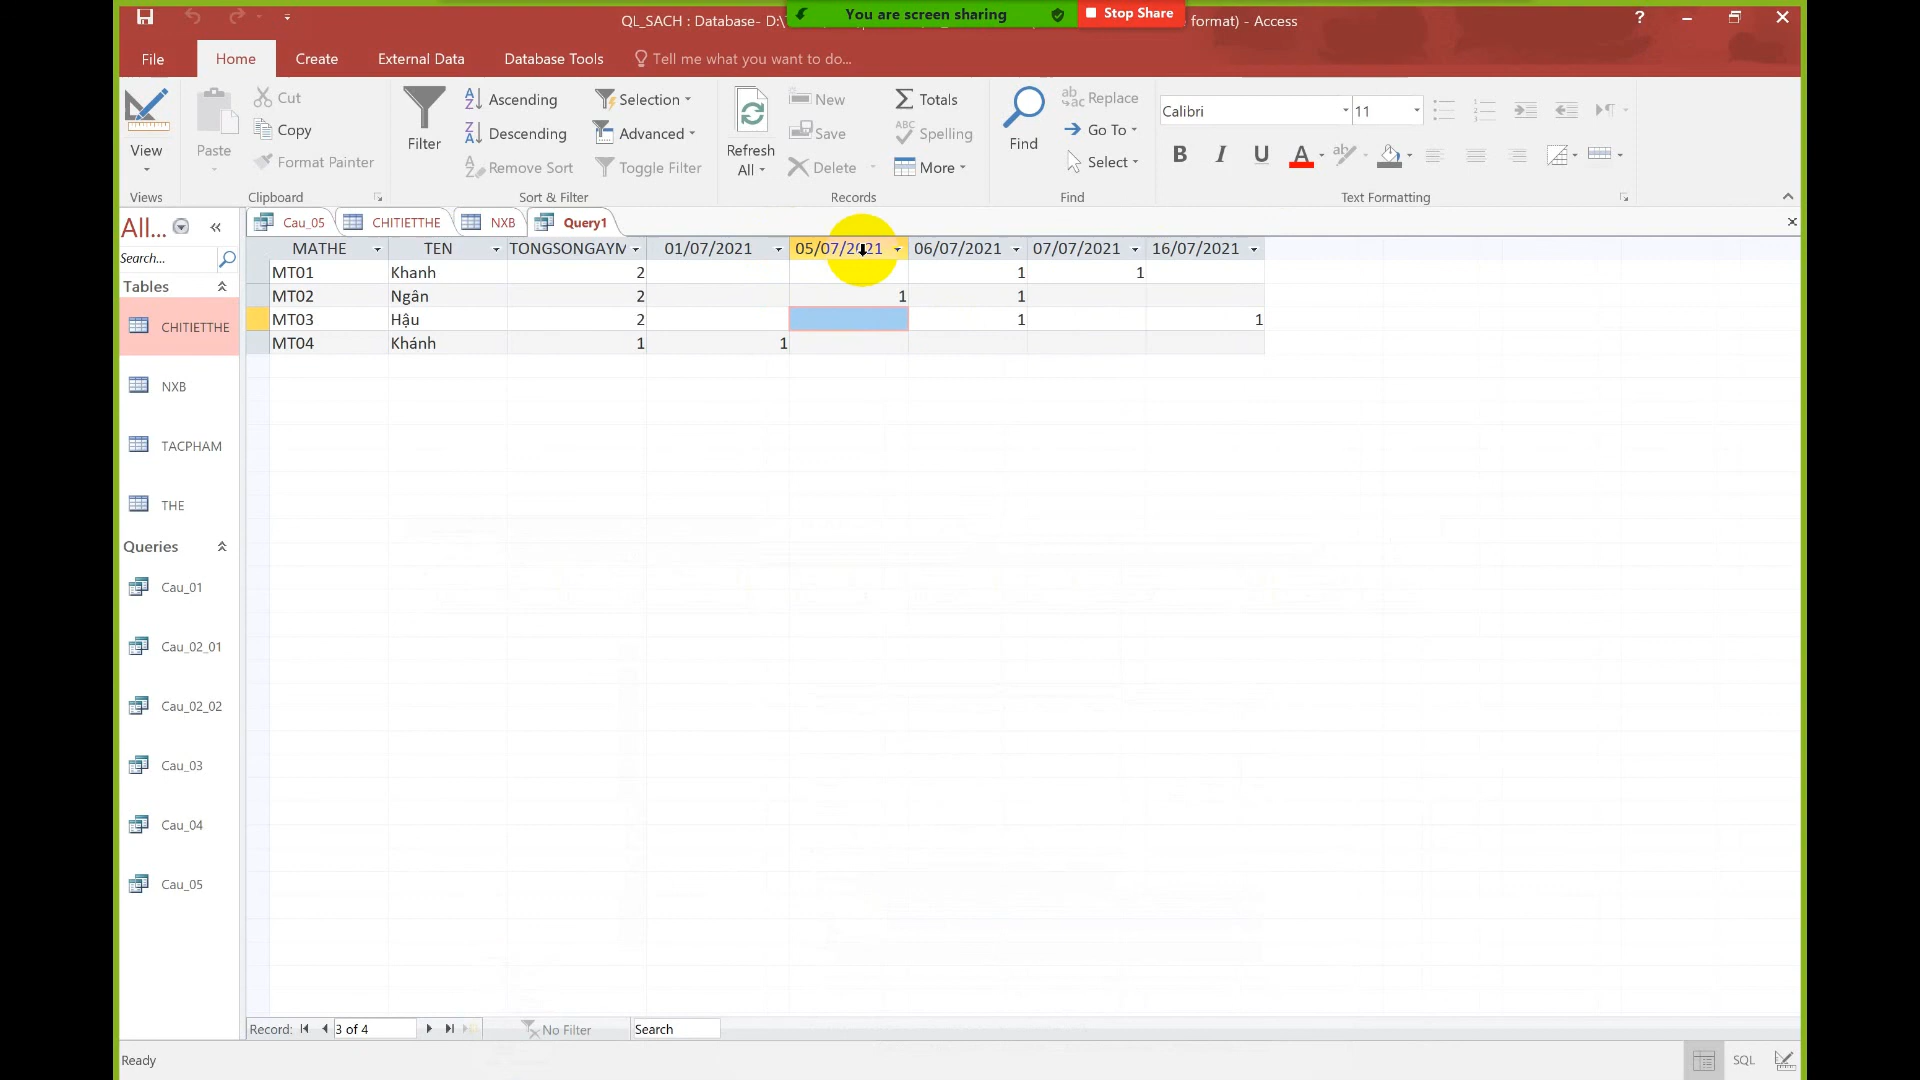 QL_SACH : Database- D:\
You are screen sharing
Stop Share
format) - Access
?
File
Home
Create
External Data
Database Tools
Tell me what you want to do...
View
Paste
Cut
Copy
Format Painter
Filter
Ascending
Descending
Remove Sort
Selection
Advanced
Toggle Filter
Refresh
All
New
Save
Delete
Totals
Spelling
More
Find
Replace
Go To
Select
Calibri
11
B
I
U
A
Views
Clipboard
Sort & Filter
Records
Find
Text Formatting
All...
Search...
Tables
CHITIETTHE
NXB
TACPHAM
THE
Queries
Cau_01
Cau_02_01
Cau_02_02
Cau_03
Cau_04
Cau_05
Cau_05
CHITIETTHE
NXB
Query1
MATHE TEN TONGSONGAYM 01/07/2021 05/07/2021 06/07/2021 07/07/2021 16/07/2021
MT01 Khanh 2 1 1
MT02 Ngân 2 1 1
MT03 Hậu 2 1 1
MT04 Khánh 1 1
Record: 3 of 4 No Filter Search
Ready
SQL